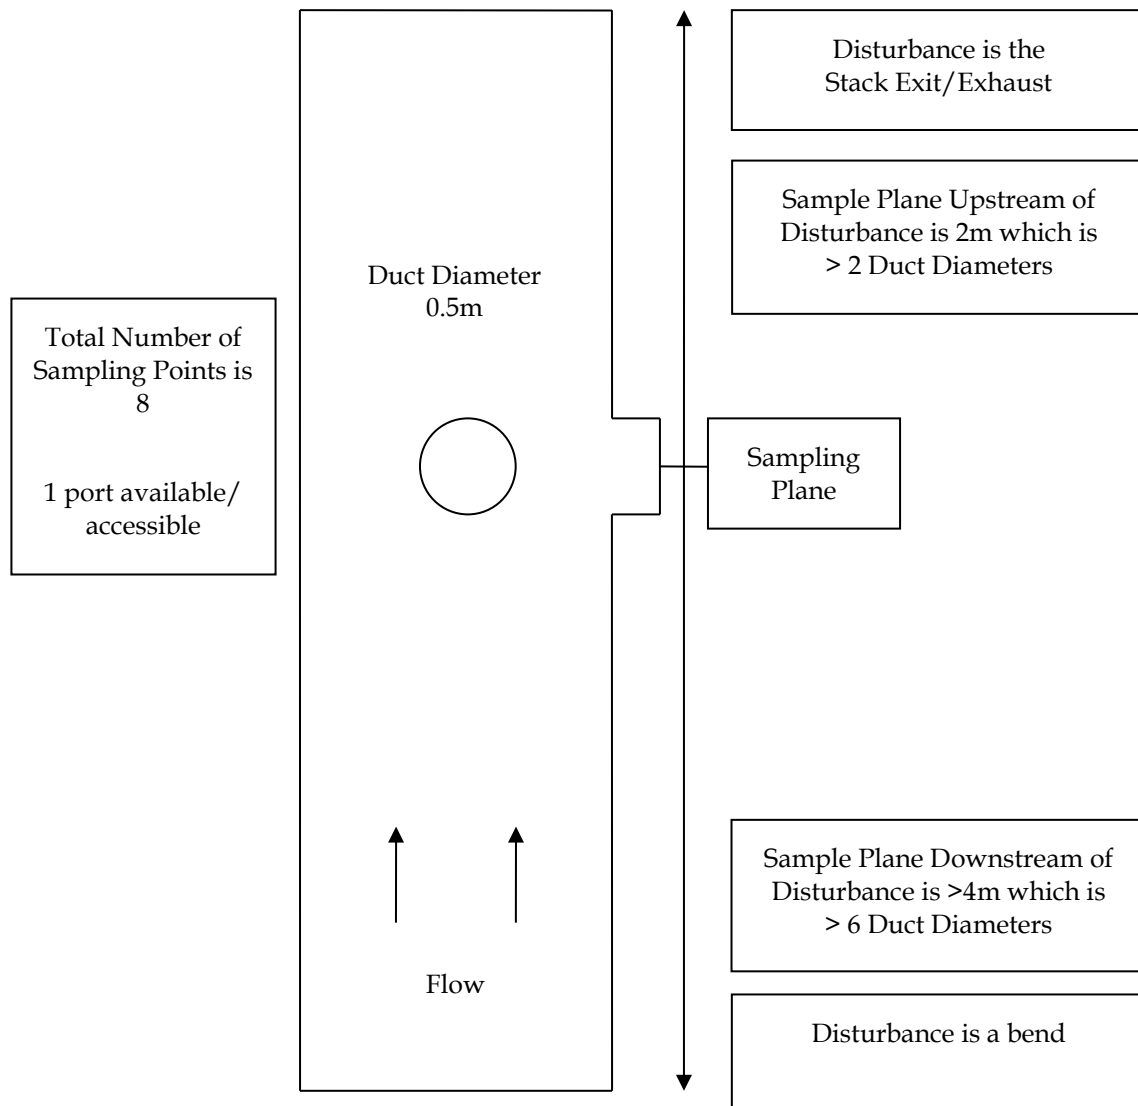 Disturbance is the
Stack Exit/Exhaust
Sample Plane Upstream of
Disturbance is 2m which is
> 2 Duct Diameters
Duct Diameter
0.5m
Total Number of
Sampling Points is
8
1 port available/
accessible
Sampling
Plane
Sample Plane Downstream of
Disturbance is >4m which is
> 6 Duct Diameters
Flow
Disturbance is a bend